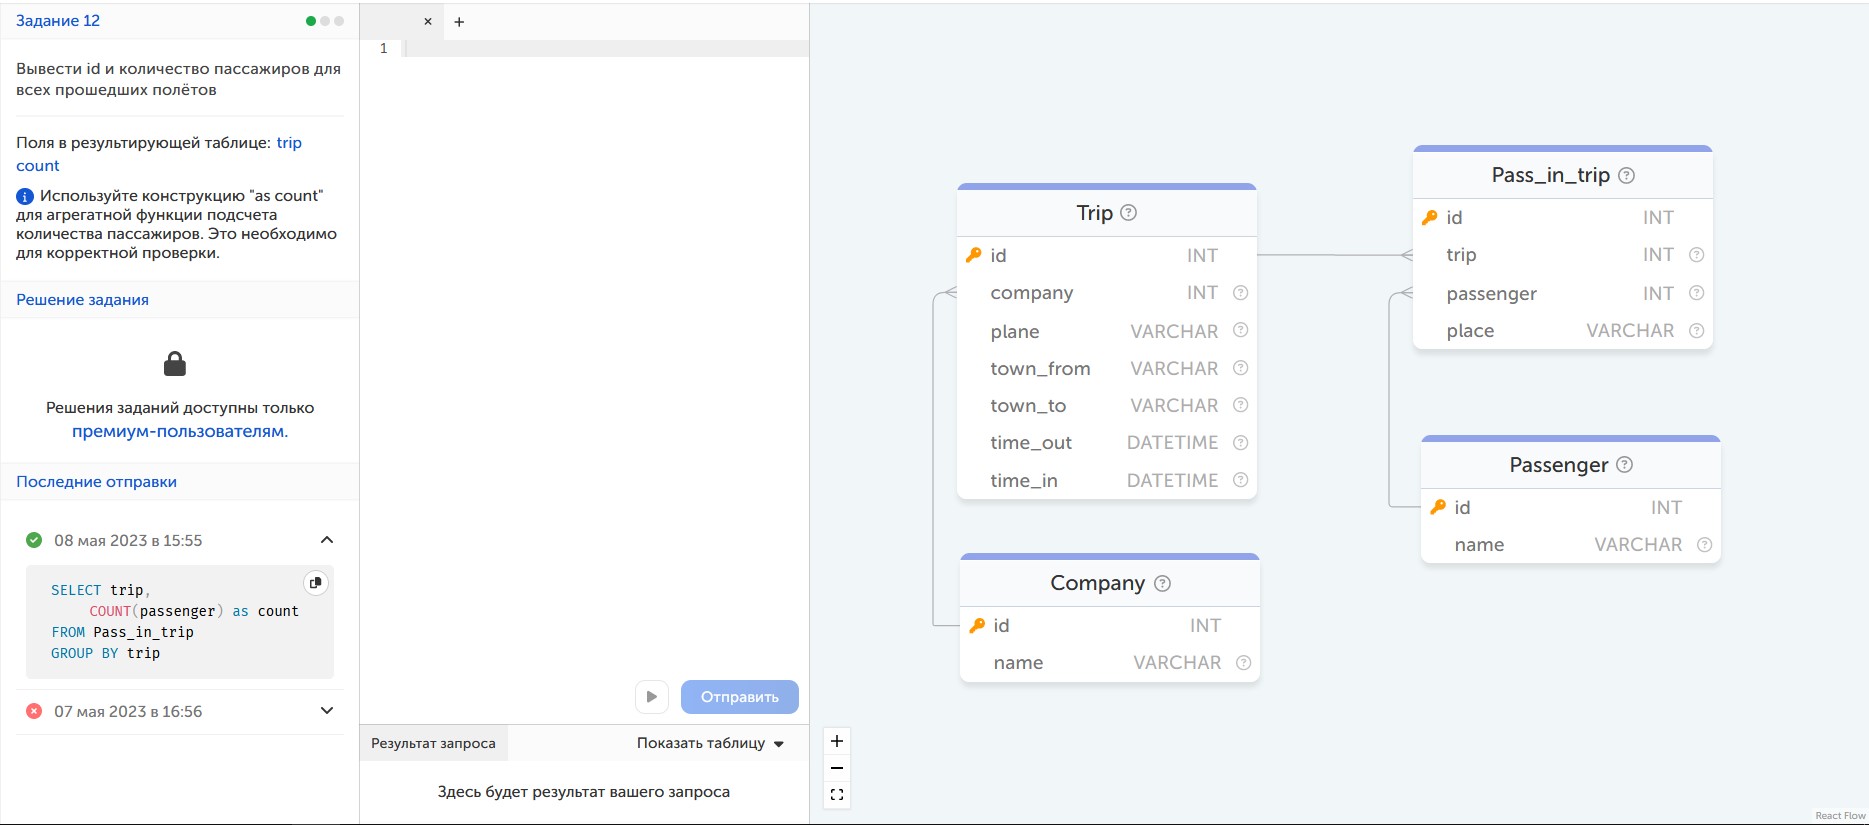 Задание 12
Вывести id и количество пассажиров для
всех прошедших полётов
Поля в результирующей таблице: trip
count
Используйте конструкцию "as count"
для агрегатной функции подсчета
количества пассажиров. Это необходимо
для корректной проверки.
Решение задания
Решения заданий доступны только
премиум-пользователям.
Последние отправки
08 мая 2023 в 15:55
SELECT trip,
COUNT(passenger) as count
FROM Pass_in_trip
GROUP BY trip
07 мая 2023 в 16:56
1
Отправить
Результат запроса
Показать таблицу
Здесь будет результат вашего запроса
Trip
id INT
company INT
plane VARCHAR
town_from VARCHAR
town_to VARCHAR
time_out DATETIME
time_in DATETIME
Company
id INT
name VARCHAR
Pass_in_trip
id INT
trip INT
passenger INT
place VARCHAR
Passenger
id INT
name VARCHAR
React Flow